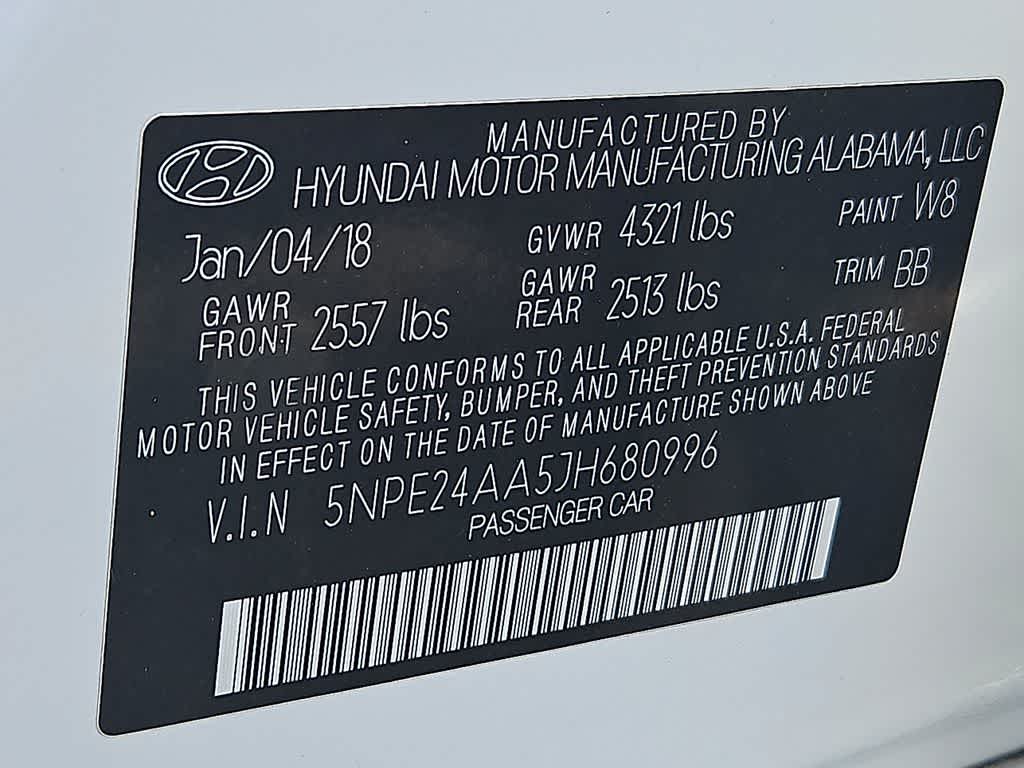 MANUFACTURED BY
HYUNDAI MOTOR MANUFACTURING ALABAMA, LLC
Jan/04/18 GVWR 4321 lbs PAINT W8
GAWR FRONT 2557 lbs GAWR REAR 2513 lbs TRIM BB
THIS VEHICLE CONFORMS TO ALL APPLICABLE U.S.A. FEDERAL
MOTOR VEHICLE SAFETY, BUMPER, AND THEFT PREVENTION STANDARDS
IN EFFECT ON THE DATE OF MANUFACTURE SHOWN ABOVE
V.I.N 5NPE24AA5JH680996
PASSENGER CAR